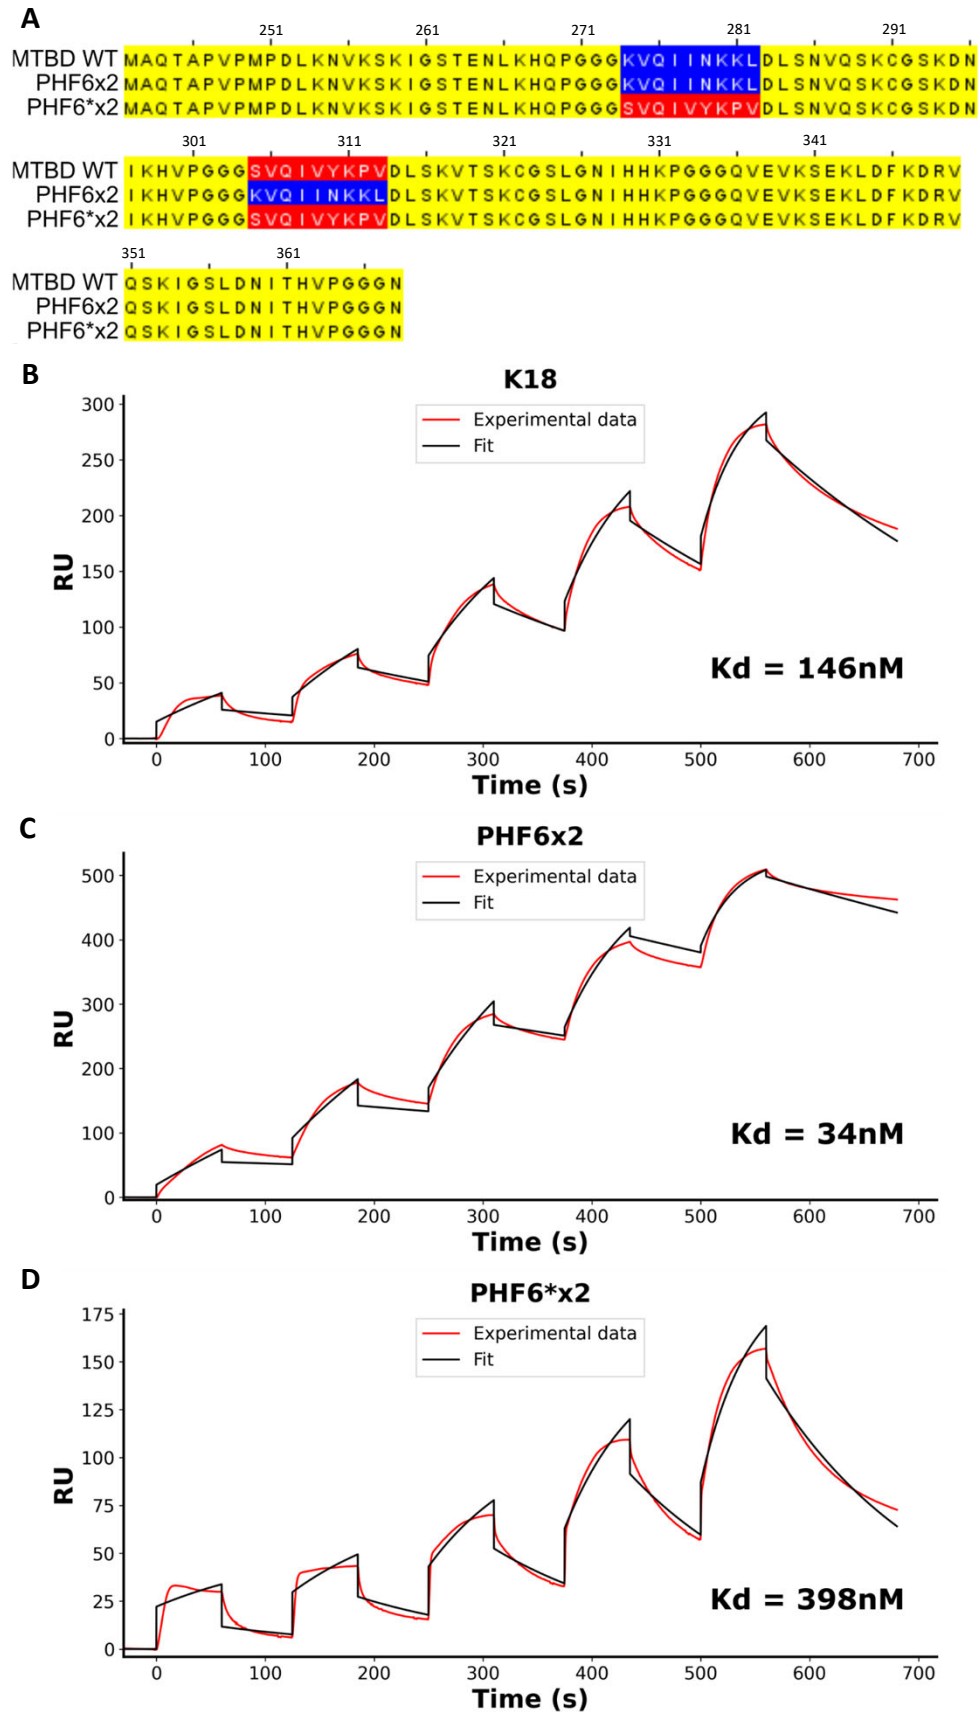 A
251 261 271 281 291
MTBD WT MAQTAPVPMPDLKNVKSKIGSTENLKHQPGGGKVQIINKKLDLSNVQSKCGSKDN
PHF6x2 MAQTAPVPMPDLKNVKSKIGSTENLKHQPGGGKVQIINKKLDLSNVQSKCGSKDN
PHF6*x2 MAQTAPVPMPDLKNVKSKIGSTENLKHQPGGGSVQIVYKPVDLSNVQSKCGSKDN
301 311 321 331 341
MTBD WT IKHVPGGGSVQIVYKPVDLSKVTSKCGSLGNIHHKPGGGQVEVKSEKLDFKDRV
PHF6x2 IKHVPGGGKVQIINKKLDLSKVTSKCGSLGNIHHKPGGGQVEVKSEKLDFKDRV
PHF6*x2 IKHVPGGGSVQIVYKPVDLSKVTSKCGSLGNIHHKPGGGQVEVKSEKLDFKDRV
351 361
MTBD WT QSKIGSLDNITHVPGGGN
PHF6x2 QSKIGSLDNITHVPGGGN
PHF6*x2 QSKIGSLDNITHVPGGGN
B
K18
Experimental data
Fit
300
250
200
150
100
50
0
RU
Kd = 146nM
0 100 200 300 400 500 600 700
Time (s)
C
PHF6x2
Experimental data
Fit
500
400
300
200
100
0
RU
Kd = 34nM
0 100 200 300 400 500 600 700
Time (s)
D
PHF6*x2
Experimental data
Fit
175
150
125
100
75
50
25
0
RU
Kd = 398nM
0 100 200 300 400 500 600 700
Time (s)